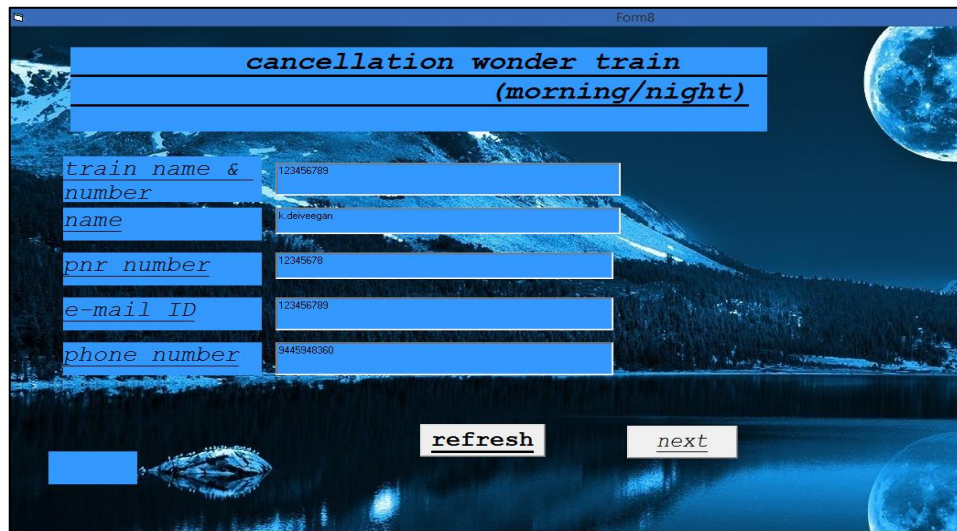 Form8
cancellation wonder train
(morning/night)
train name &
number
123456789
name
k.deiveegan
pnr number
12345678
e-mail ID
123456789
phone number
9445948360
refresh
next